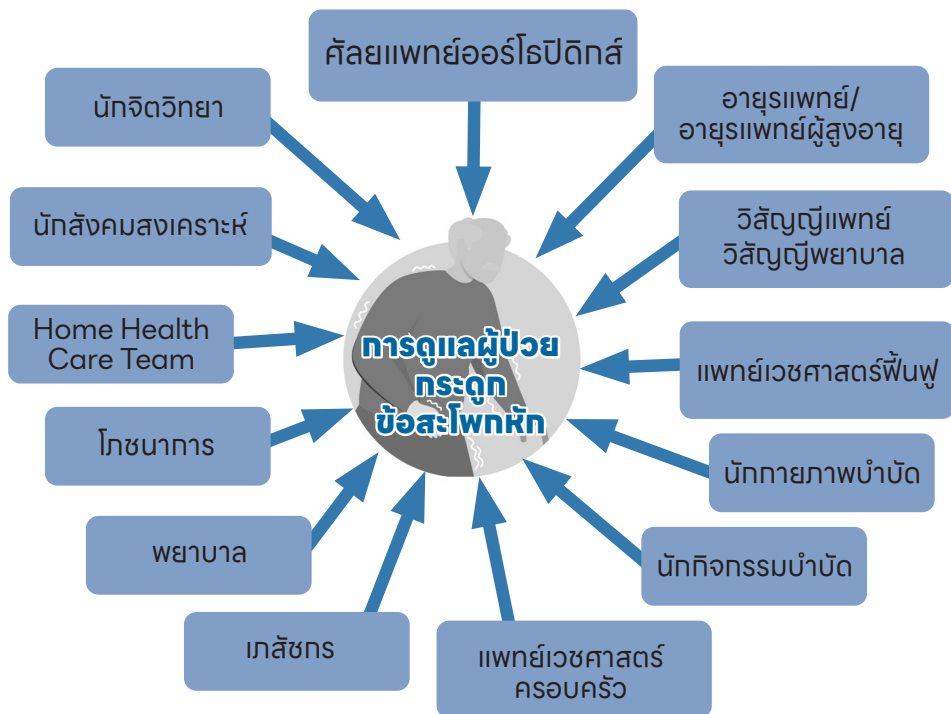 ศัลยแพทย์ออร์โธปิดิกส์
นักจิตวิทยา
อายุรแพทย์/
อายุรแพทย์ผู้สูงอายุ
นักสังคมสงเคราะห์
วิสัญญีแพทย์
วิสัญญีพยาบาล
Home Health
Care Team
การดูแลผู้ป่วย
กระดูก
ข้อสะโพกหัก
แพทย์เวชศาสตร์ฟื้นฟู
โภชนาการ
นักกายภาพบำบัด
พยาบาล
นักกิจกรรมบำบัด
เภสัชกร
แพทย์เวชศาสตร์
ครอบครัว